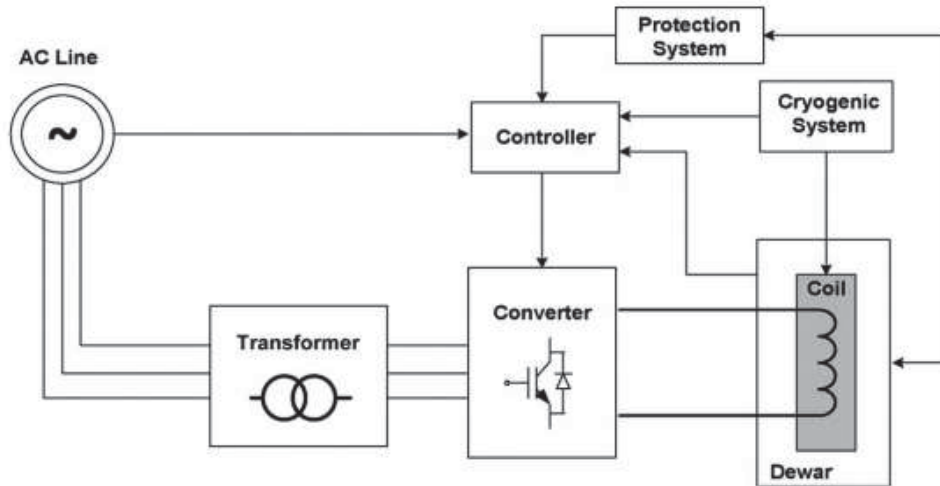 Protection
System
AC Line
~
Cryogenic
System
Controller
Coil
Converter
Transformer
Dewar